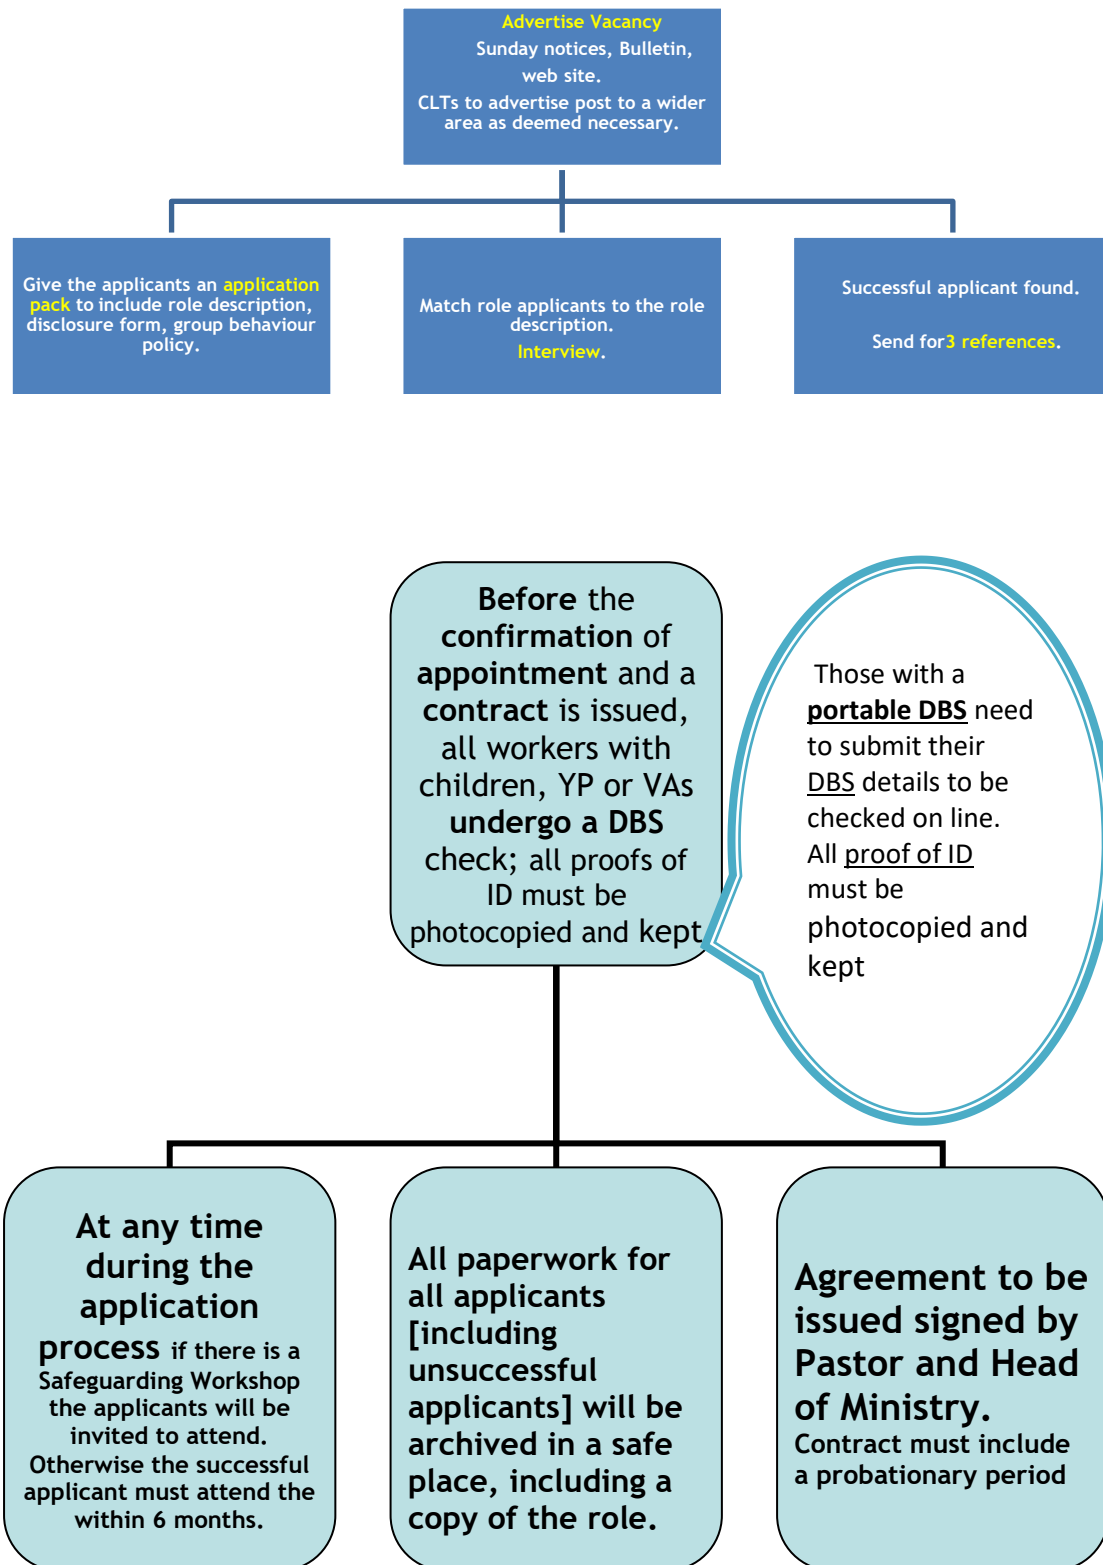 Advertise Vacancy
Sunday notices, Bulletin,
web site.
CLTs to advertise post to a wider
area as deemed necessary.
Give the applicants an application
pack to include role description,
disclosure form, group behaviour
policy.
Match role applicants to the role
description.
Interview.
Successful applicant found.
Send for3 references.
Before the
confirmation of
appointment and a
contract is issued,
all workers with
children, YP or VAs
undergo a DBS
check; all proofs of
ID must be
photocopied and kept
Those with a
portable DBS need
to submit their
DBS details to be
checked on line.
All proof of ID
must be
photocopied and
kept
At any time
during the
application
process if there is a
Safeguarding Workshop
the applicants will be
invited to attend.
Otherwise the successful
applicant must attend the
within 6 months.
All paperwork for
all applicants
[including
unsuccessful
applicants] will be
archived in a safe
place, including a
copy of the role.
Agreement to be
issued signed by
Pastor and Head
of Ministry.
Contract must include
a probationary period